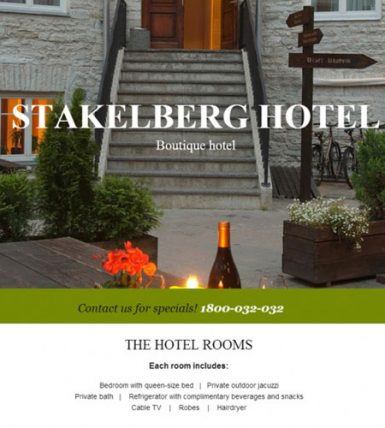 STAKELBERG HOTEL
Boutique hotel
Contact us for specials! 1800-032-032
THE HOTEL ROOMS
Each room includes:
Bedroom with queen-size bed | Private outdoor jacuzzi
Private bath | Refrigerator with complimentary beverages and snacks
Cable TV | Robes | Hairdryer